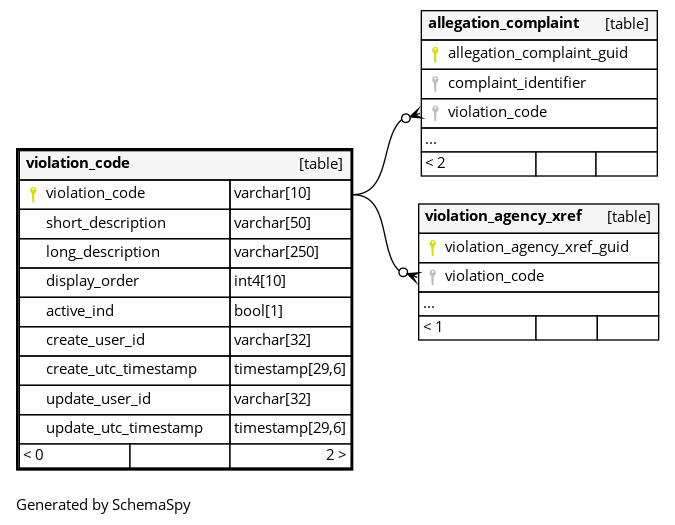 allegation_complaint [table]
allegation_complaint_guid
complaint_identifier
violation_code
...
< 2
violation_code [table]
violation_code varchar[10]
short_description varchar[50]
long_description varchar[250]
display_order int4[10]
active_ind bool[1]
create_user_id varchar[32]
create_utc_timestamp timestamp[29,6]
update_user_id varchar[32]
update_utc_timestamp timestamp[29,6]
< 0 2 >
violation_agency_xref [table]
violation_agency_xref_guid
violation_code
...
< 1
Generated by SchemaSpy